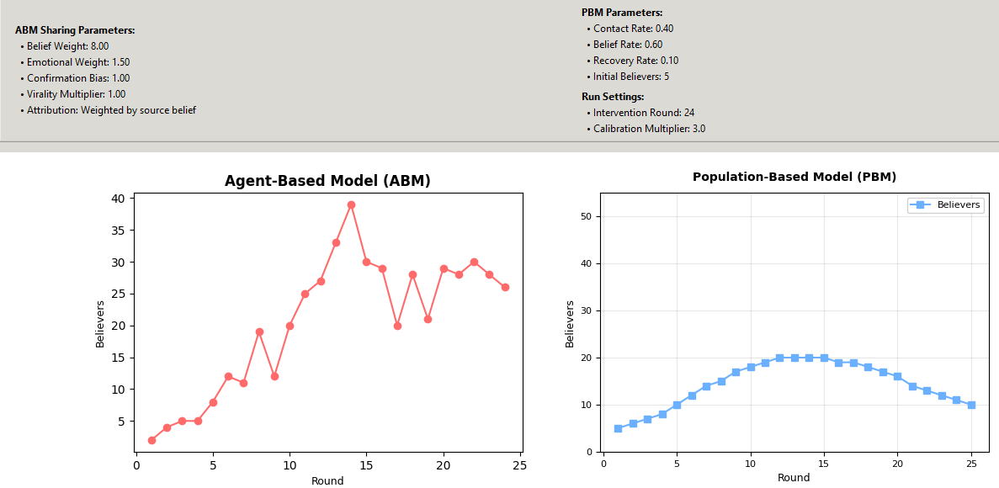 ABM Sharing Parameters:
• Belief Weight: 8.00
• Emotional Weight: 1.50
• Confirmation Bias: 1.00
• Virality Multiplier: 1.00
• Attribution: Weighted by source belief
PBM Parameters:
• Contact Rate: 0.40
• Belief Rate: 0.60
• Recovery Rate: 0.10
• Initial Believers: 5
Run Settings:
• Intervention Round: 24
• Calibration Multiplier: 3.0
Agent-Based Model (ABM)
Believers
40
35
30
25
20
15
10
5
0 5 10 15 20 25
Round
Population-Based Model (PBM)
Believers
Believers
50
40
30
20
10
0
0 5 10 15 20 25
Round